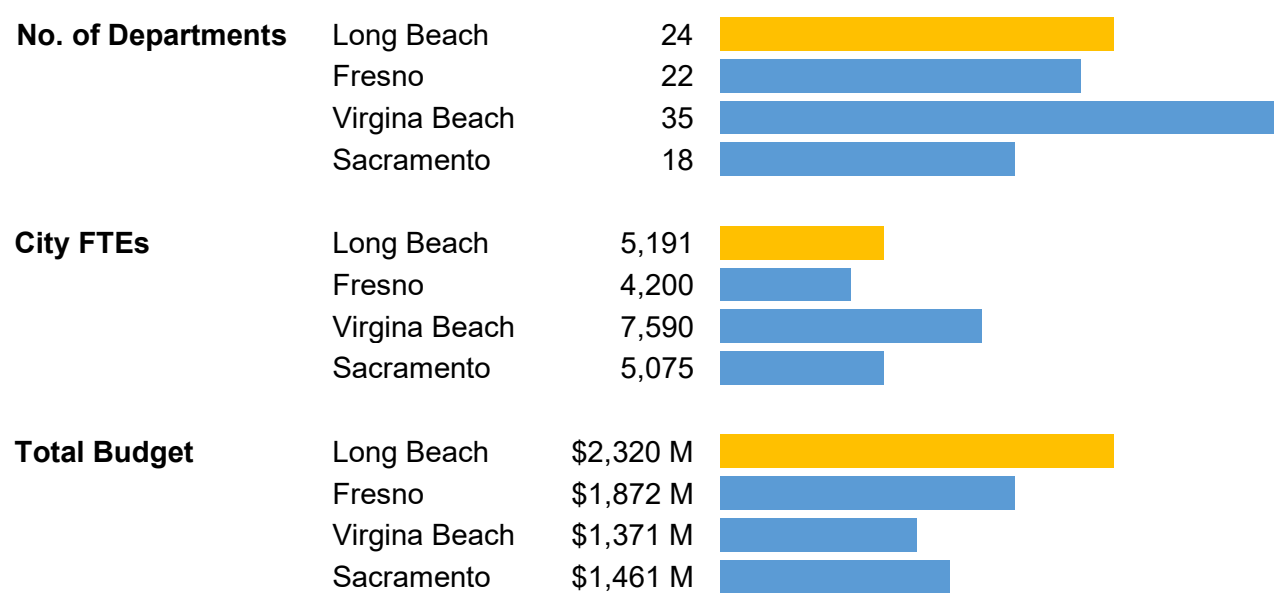 No. of Departments Long Beach 24
Fresno 22
Virgina Beach 35
Sacramento 18
City FTEs Long Beach 5,191
Fresno 4,200
Virgina Beach 7,590
Sacramento 5,075
Total Budget Long Beach $2,320 M
Fresno $1,872 M
Virgina Beach $1,371 M
Sacramento $1,461 M